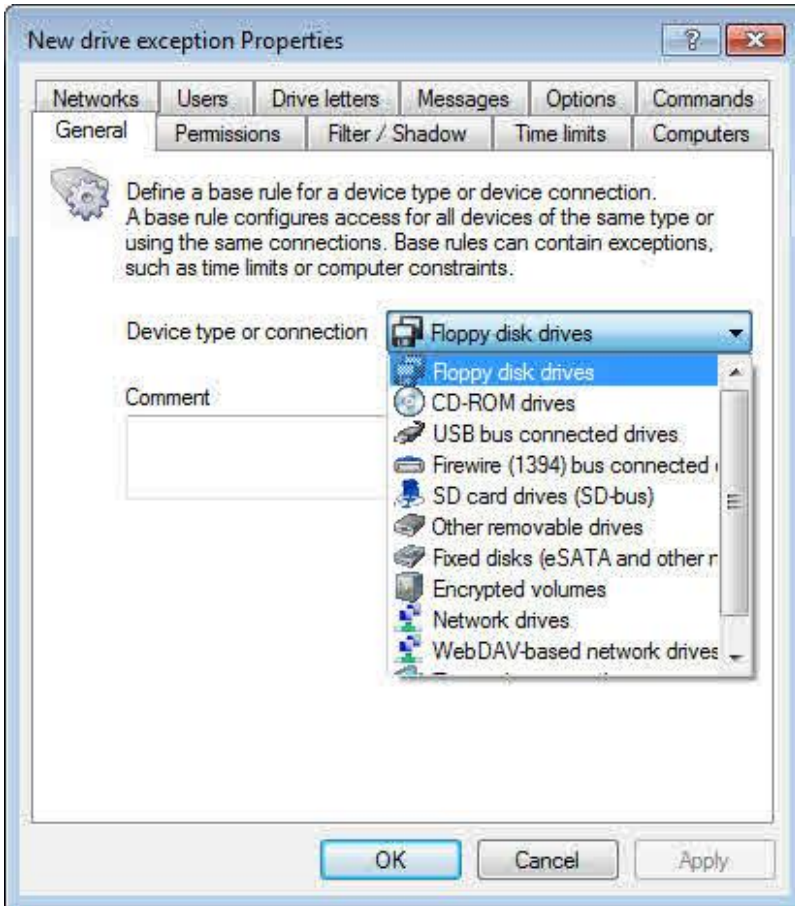 New drive exception Properties
Networks Users Drive letters Messages Options Commands
General Permissions Filter / Shadow Time limits Computers
Define a base rule for a device type or device connection.
A base rule configures access for all devices of the same type or
using the same connections. Base rules can contain exceptions,
such as time limits or computer constraints.
Device type or connection Floppy disk drives
Floppy disk drives
Comment
CD-ROM drives
USB bus connected drives
Firewire (1394) bus connected
SD card drives (SD-bus)
Other removable drives
Fixed disks (eSATA and other
Encrypted volumes
Network drives
WebDAV-based network drives
OK Cancel Apply